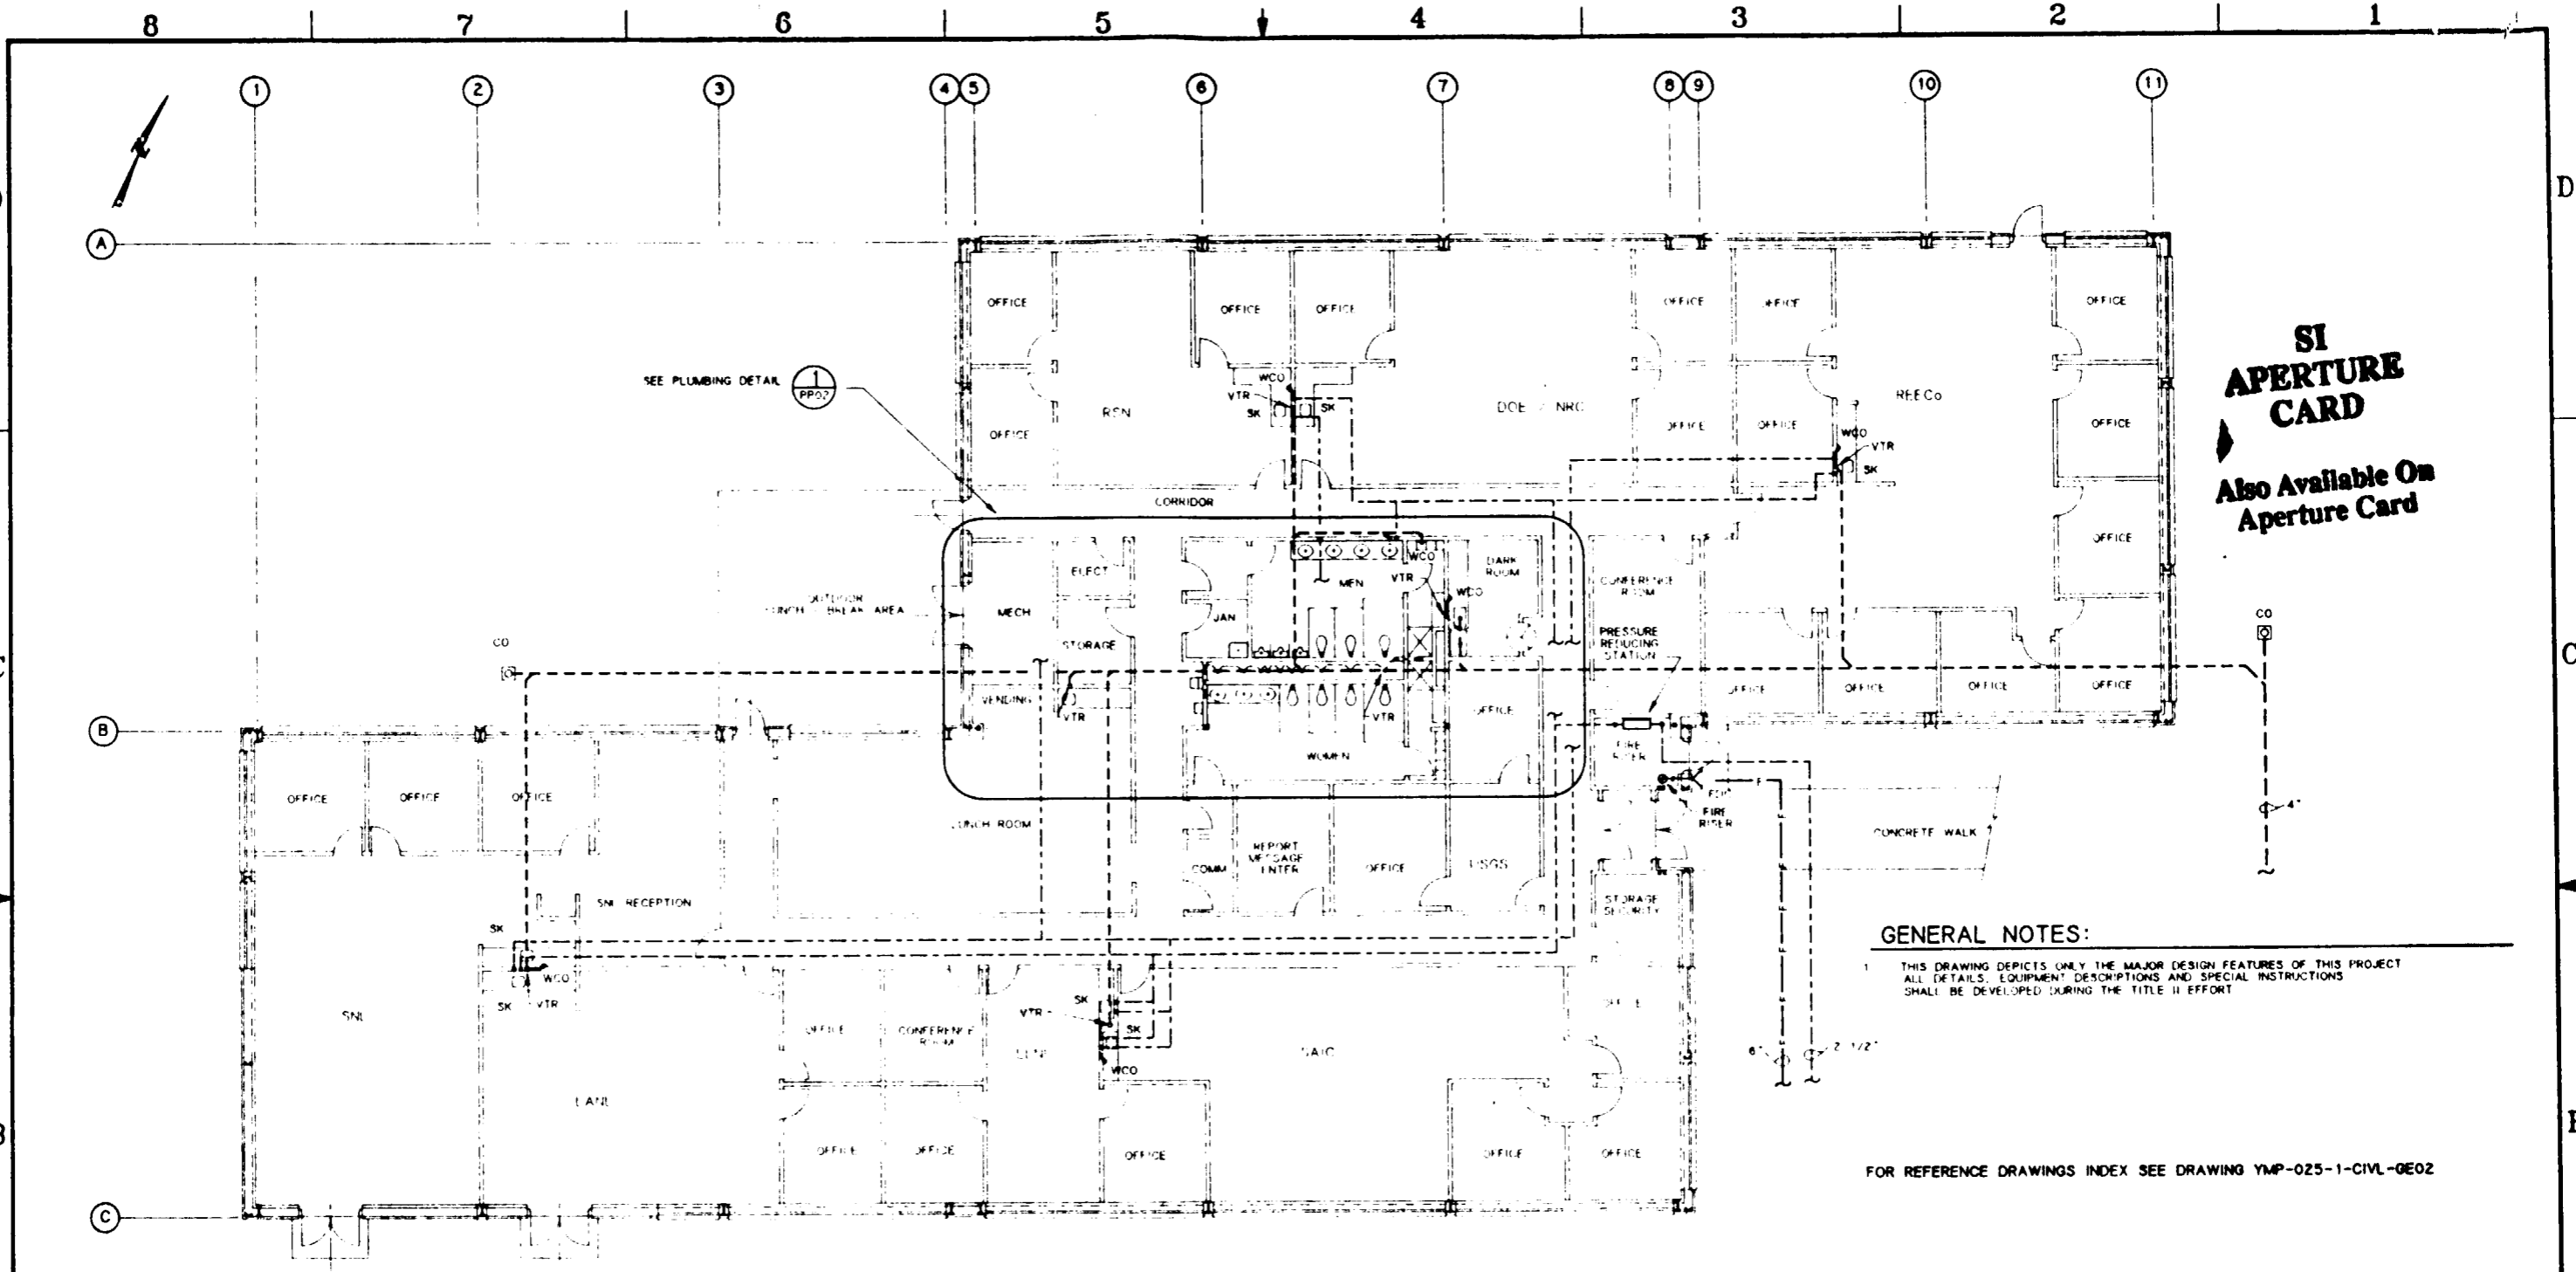 8 7 6 5 4 3 2 1
1 2 3 4 5 6 7 8 9 10 11
D
A
OFFICE
OFFICE
OFFICE
OFFICE
OFFICE
OFFICE
SI
APERTURE
CARD
Also Available On
Aperture Card
SEE PLUMBING DETAIL
1
PP02
WCO
VTR
SK
SK
RSN
DOE / NRC
REECo
OFFICE
OFFICE
OFFICE
OFFICE
WCO
VTR
SK
CORRIDOR
OFFICE
OUTDOOR
LUNCH / BREAK AREA
MECH
ELECT
STORAGE
JAN
MEN
WCO
VTR
DARK
ROOM
WCO
CONFERENCE
ROOM
PRESSURE
REDUCING
STATION
CO
CO
C
VENDING
VTR
VTR
WOMEN
OFFICE
OFFICE
OFFICE
OFFICE
OFFICE
B
FIRE
RISER
FDC
FIRE
RISER
F
4"
CONCRETE WALK
OFFICE
OFFICE
OFFICE
LUNCH ROOM
COMM
REPORT
MESSAGE
CENTER
OFFICE
USGS
STORAGE
SECURITY
SNL RECEPTION
SK
WCO
SK
VTR
SNL
LANL
OFFICE
CONFERENCE
ROOM
VTR
SK
SK
WCO
SAIC
OFFICE
6"
2 1/2"
OFFICE
OFFICE
OFFICE
OFFICE
OFFICE
C
GENERAL NOTES:
1 THIS DRAWING DEPICTS ONLY THE MAJOR DESIGN FEATURES OF THIS PROJECT
ALL DETAILS, EQUIPMENT DESCRIPTIONS AND SPECIAL INSTRUCTIONS
SHALL BE DEVELOPED DURING THE TITLE II EFFORT
FOR REFERENCE DRAWINGS INDEX SEE DRAWING YMP-025-1-CIVL-GE02